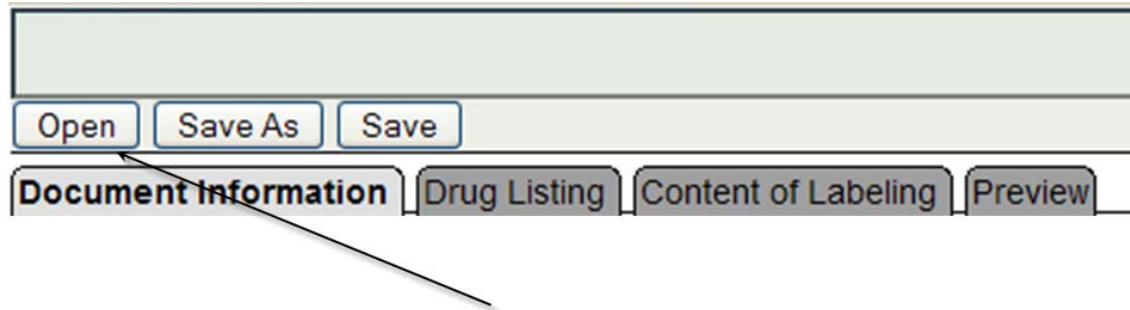 Open Save As Save
Document Information Drug Listing Content of Labeling Preview